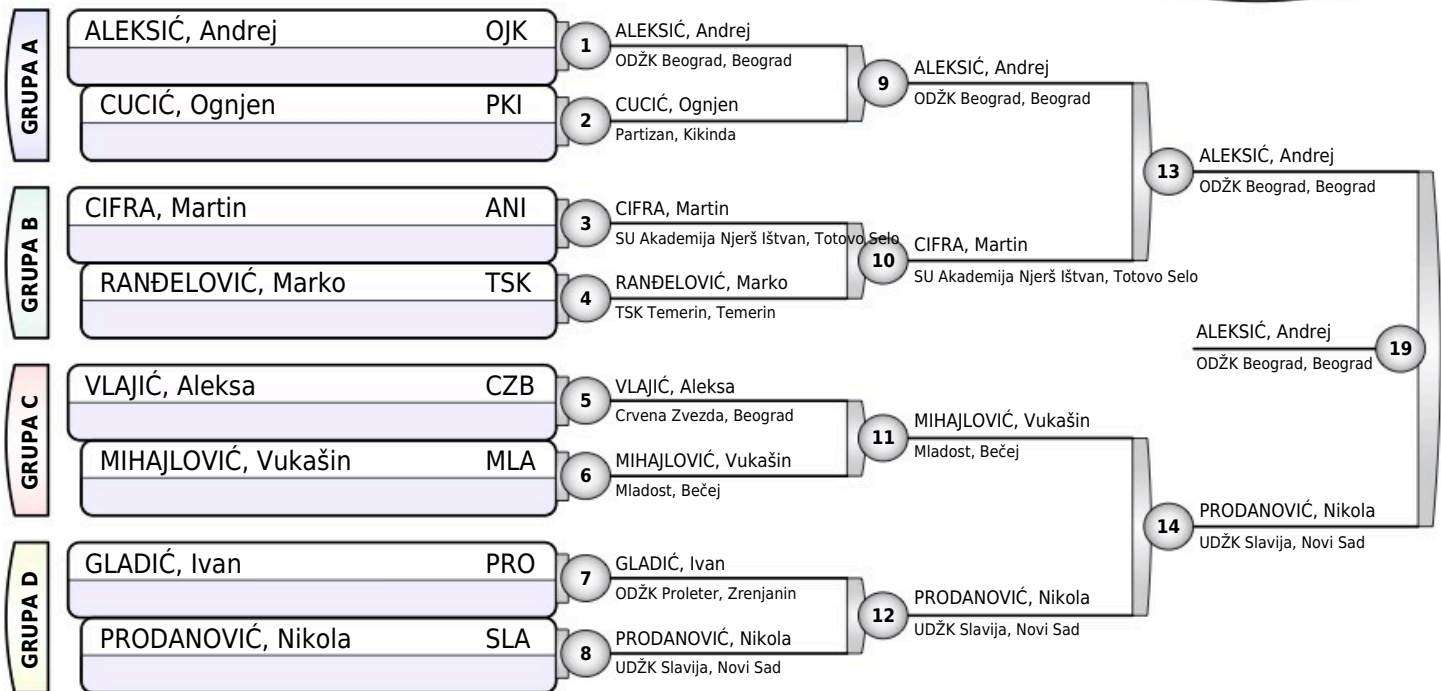 GRUPA A
ALEKSIĆ, Andrej OJK
CUCIĆ, Ognjen PKI
GRUPA B
CIFRA, Martin ANI
RANĐELOVIĆ, Marko TSK
GRUPA C
VLAJIĆ, Aleksa CZB
MIHAJLOVIĆ, Vukašin MLA
GRUPA D
GLADIĆ, Ivan PRO
PRODANOVIĆ, Nikola SLA
1
ALEKSIĆ, Andrej
ODŽK Beograd, Beograd
2
CUCIĆ, Ognjen
Partizan, Kikinda
3
CIFRA, Martin
SU Akademija Njerš Ištvan, Totovo Selo
4
RANĐELOVIĆ, Marko
TSK Temerin, Temerin
5
VLAJIĆ, Aleksa
Crvena Zvezda, Beograd
6
MIHAJLOVIĆ, Vukašin
Mladost, Bečej
7
GLADIĆ, Ivan
ODŽK Proleter, Zrenjanin
8
PRODANOVIĆ, Nikola
UDŽK Slavija, Novi Sad
9
ALEKSIĆ, Andrej
ODŽK Beograd, Beograd
10
CIFRA, Martin
SU Akademija Njerš Ištvan, Totovo Selo
11
MIHAJLOVIĆ, Vukašin
Mladost, Bečej
12
PRODANOVIĆ, Nikola
UDŽK Slavija, Novi Sad
13
ALEKSIĆ, Andrej
ODŽK Beograd, Beograd
14
PRODANOVIĆ, Nikola
UDŽK Slavija, Novi Sad
ALEKSIĆ, Andrej
ODŽK Beograd, Beograd
19